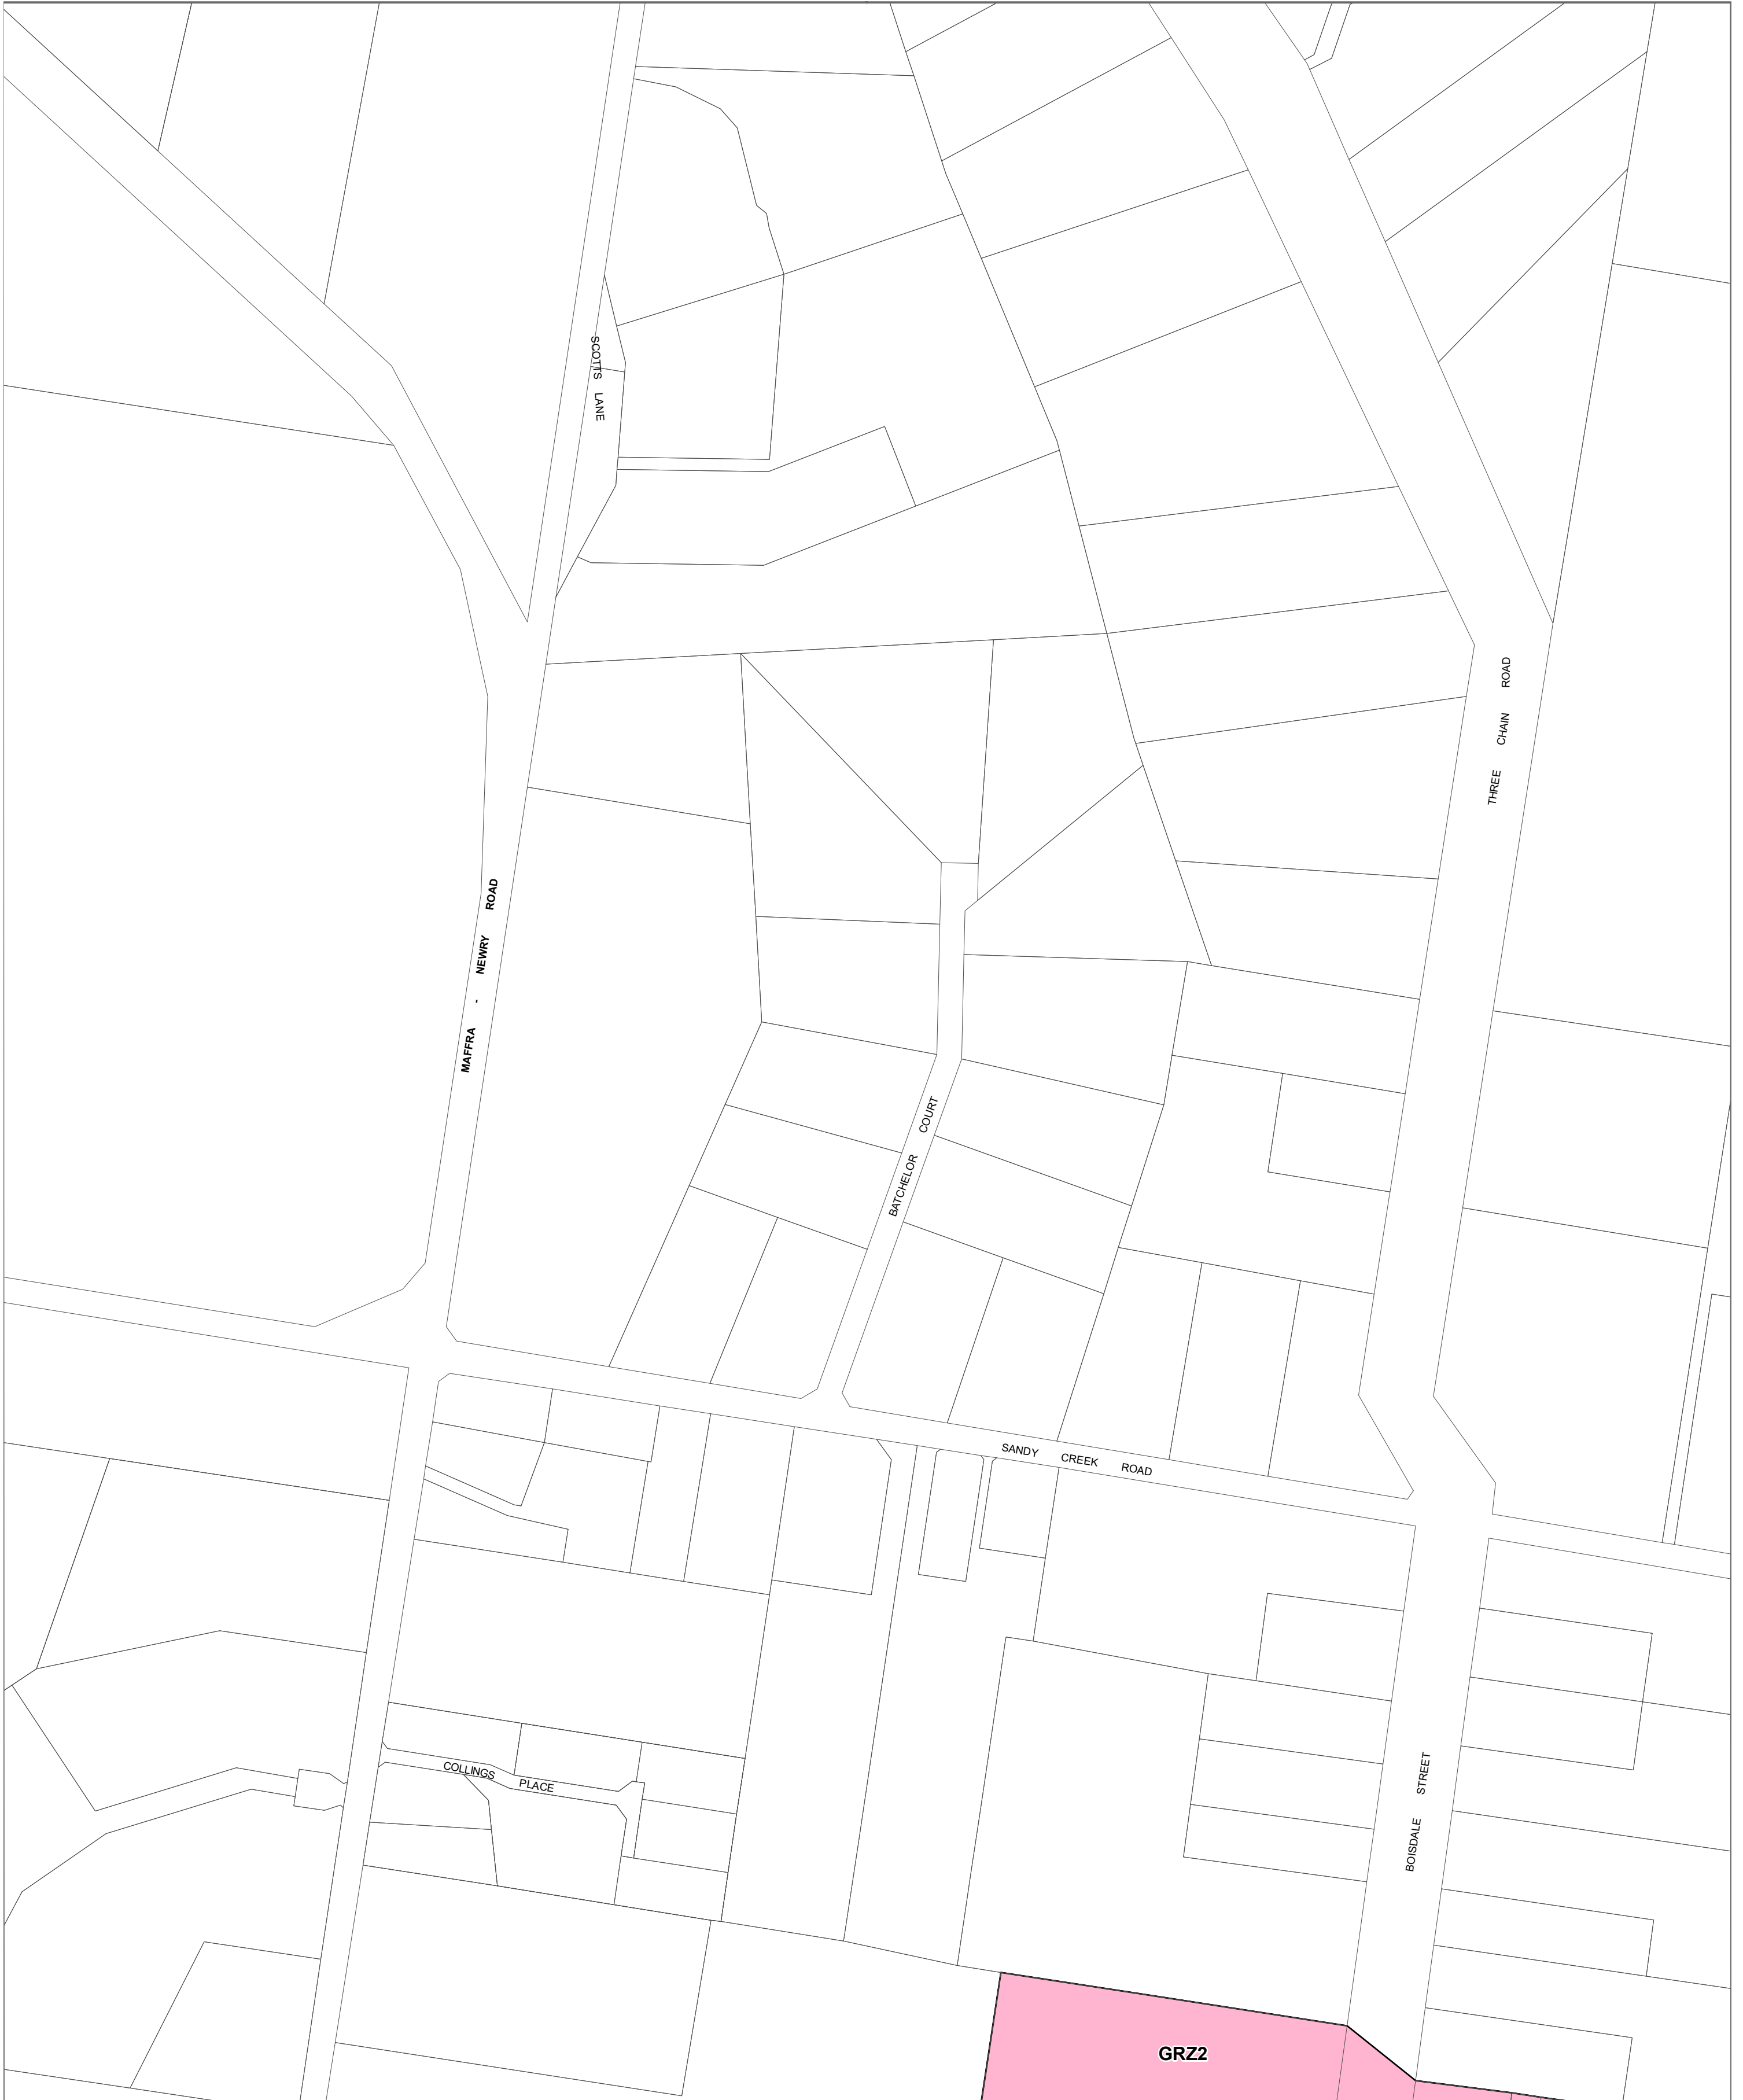 SCOTTS LANE
THREE CHAIN ROAD
MAFFRA - NEWRY ROAD
BATCHELOR COURT
SANDY CREEK ROAD
COLLINGS PLACE
BOISDALE STREET
GRZ2